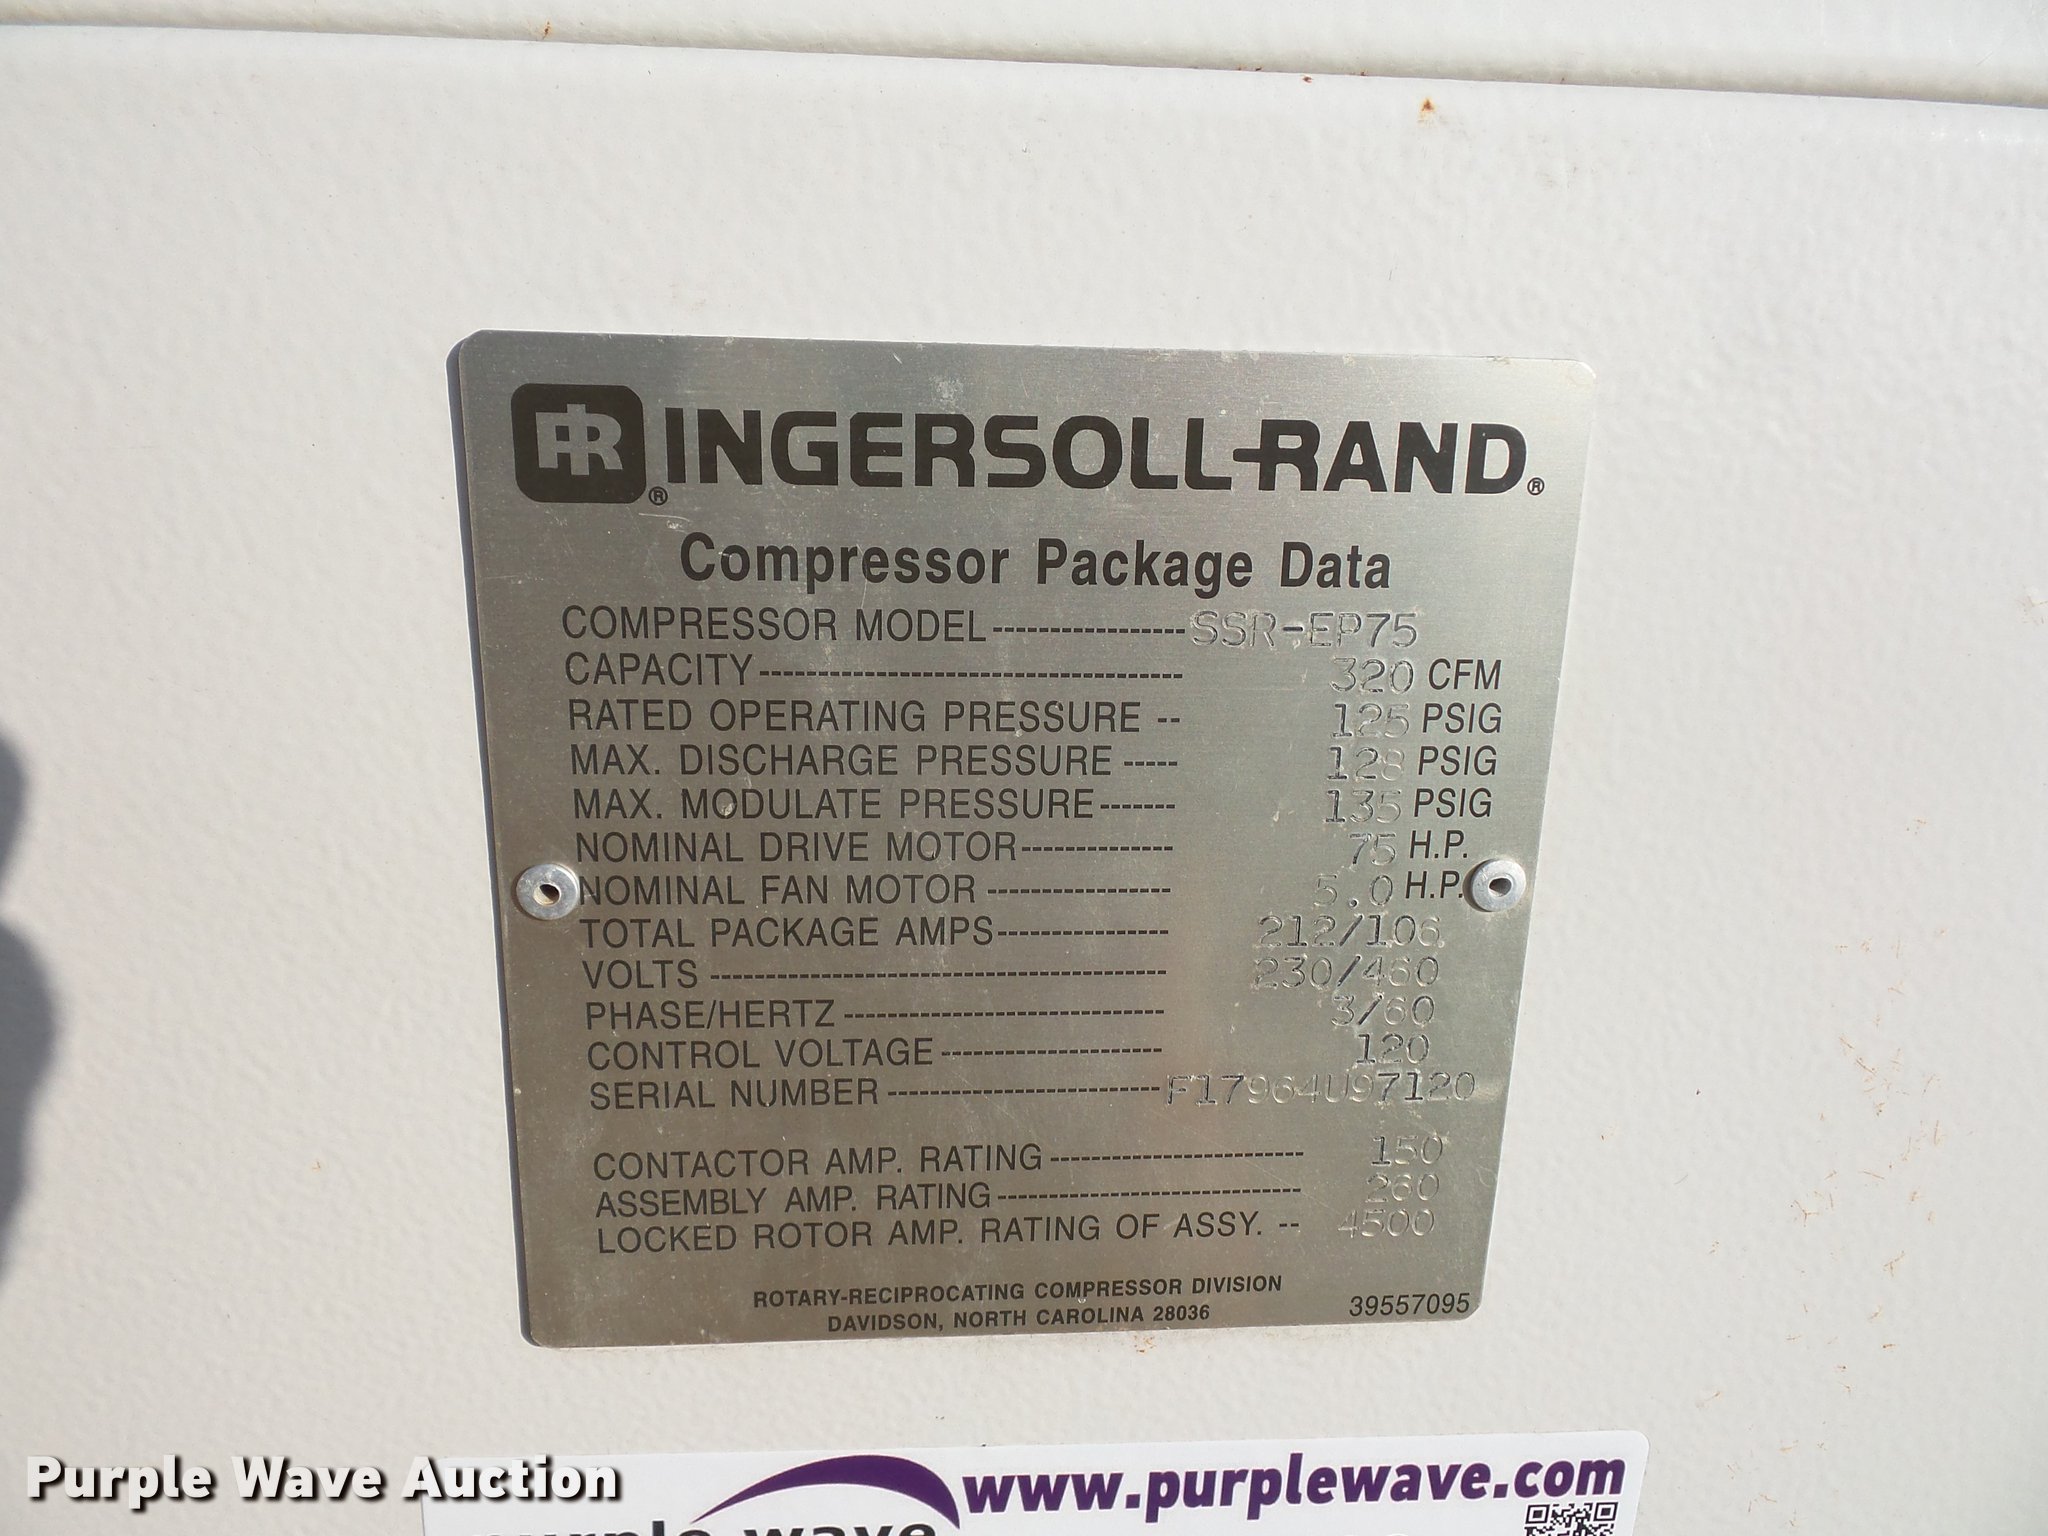 IR® INGERSOLL-RAND®
Compressor Package Data
COMPRESSOR MODEL----------------SSR-EP75
CAPACITY------------------------------------ 320 CFM
RATED OPERATING PRESSURE -- 125 PSIG
MAX. DISCHARGE PRESSURE ----- 128 PSIG
MAX. MODULATE PRESSURE------- 135 PSIG
NOMINAL DRIVE MOTOR------------- 75 H.P.
NOMINAL FAN MOTOR ---------------- 5.0 H.P.
TOTAL PACKAGE AMPS--------------- 212/106
VOLTS --------------------------------------- 230/460
PHASE/HERTZ --------------------------- 3/60
CONTROL VOLTAGE------------------- 120
SERIAL NUMBER -----------------------F17964U97120
CONTACTOR AMP. RATING------------------------ 150
ASSEMBLY AMP. RATING---------------------------- 260
LOCKED ROTOR AMP. RATING OF ASSY. -- 4500
ROTARY-RECIPROCATING COMPRESSOR DIVISION
DAVIDSON, NORTH CAROLINA 28036 39557095
Purple Wave Auction
www.purplewave.com
purple wave